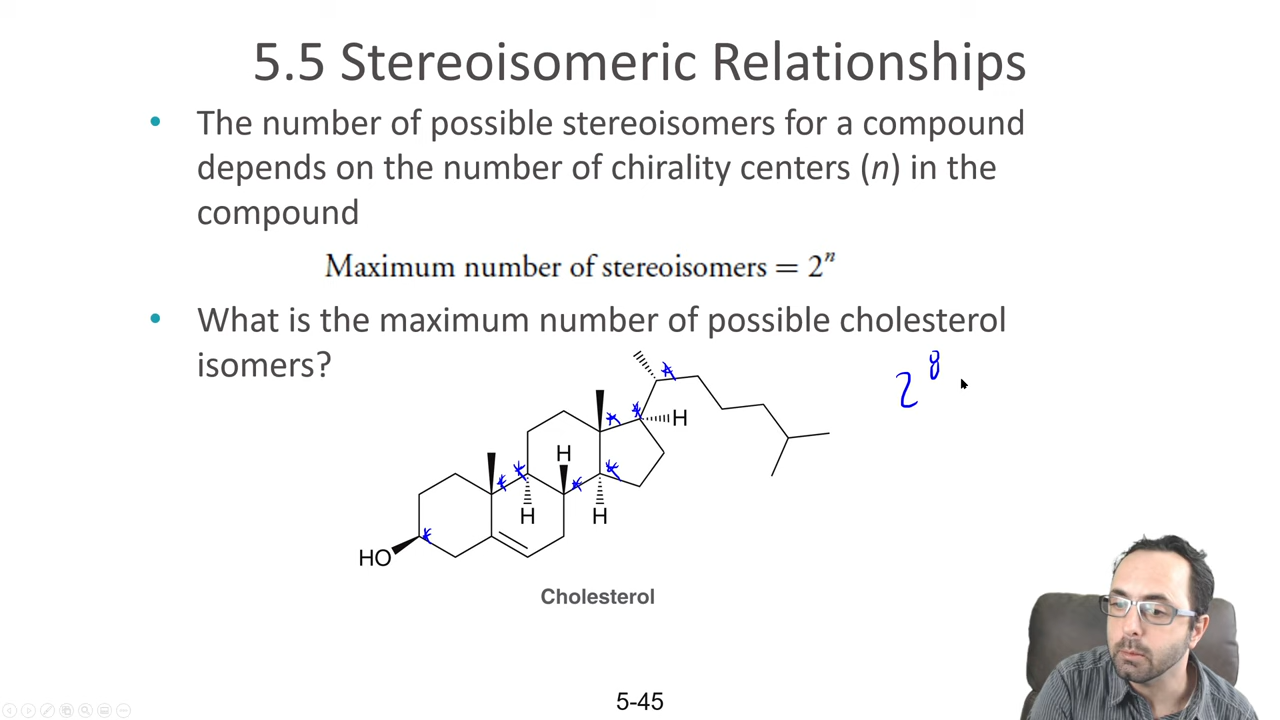 5.5 Stereoisomeric Relationships
• The number of possible stereoisomers for a compound
depends on the number of chirality centers (n) in the
compound
Maximum number of stereoisomers = 2ⁿ
• What is the maximum number of possible cholesterol
isomers?
2⁸
H
H
H
H
HO
Cholesterol
5-45